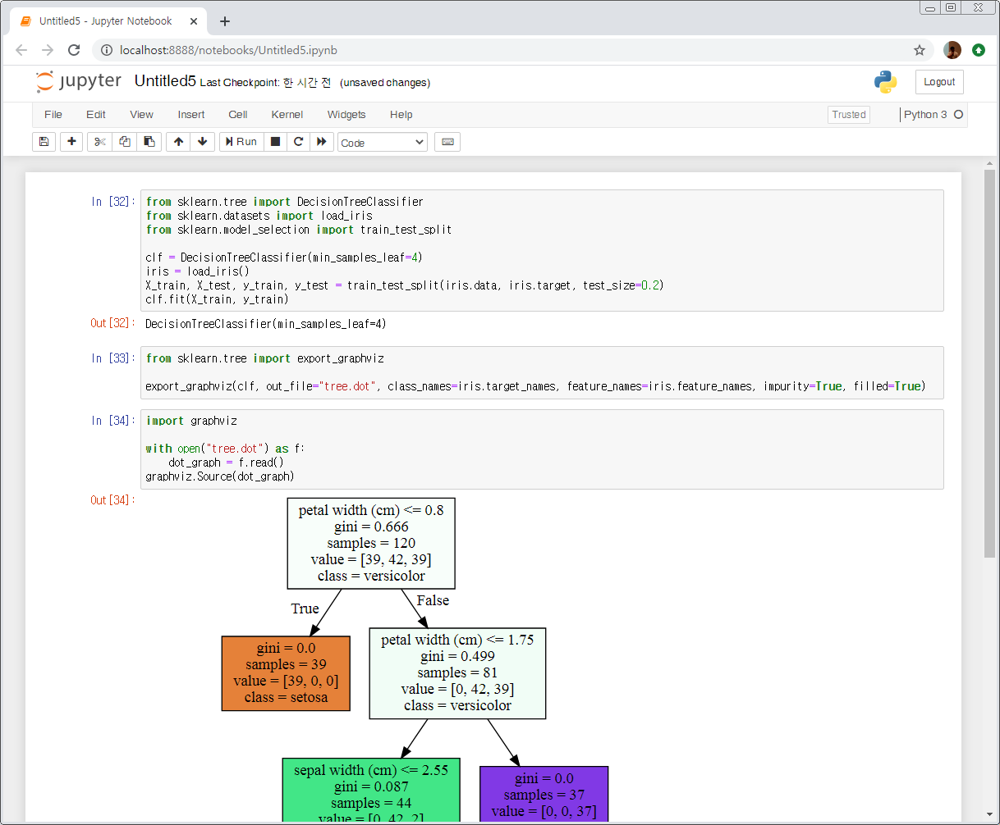 Untitled5 - Jupyter Notebook
localhost:8888/notebooks/Untitled5.ipynb
jupyter Untitled5 Last Checkpoint: 한 시간 전 (unsaved changes)
Logout
File Edit View Insert Cell Kernel Widgets Help Trusted Python 3
Run Code
In [32]:
from sklearn.tree import DecisionTreeClassifier
from sklearn.datasets import load_iris
from sklearn.model_selection import train_test_split
clf = DecisionTreeClassifier(min_samples_leaf=4)
iris = load_iris()
X_train, X_test, y_train, y_test = train_test_split(iris.data, iris.target, test_size=0.2)
clf.fit(X_train, y_train)
Out[32]: DecisionTreeClassifier(min_samples_leaf=4)
In [33]:
from sklearn.tree import export_graphviz
export_graphviz(clf, out_file="tree.dot", class_names=iris.target_names, feature_names=iris.feature_names, impurity=True, filled=True)
In [34]:
import graphviz
with open("tree.dot") as f:
    dot_graph = f.read()
graphviz.Source(dot_graph)
Out[34]:
petal width (cm) <= 0.8
gini = 0.666
samples = 120
value = [39, 42, 39]
class = versicolor
True
False
gini = 0.0
samples = 39
value = [39, 0, 0]
class = setosa
petal width (cm) <= 1.75
gini = 0.499
samples = 81
value = [0, 42, 39]
class = versicolor
sepal width (cm) <= 2.55
gini = 0.087
samples = 44
value = [0, 42, 2]
gini = 0.0
samples = 37
value = [0, 0, 37]